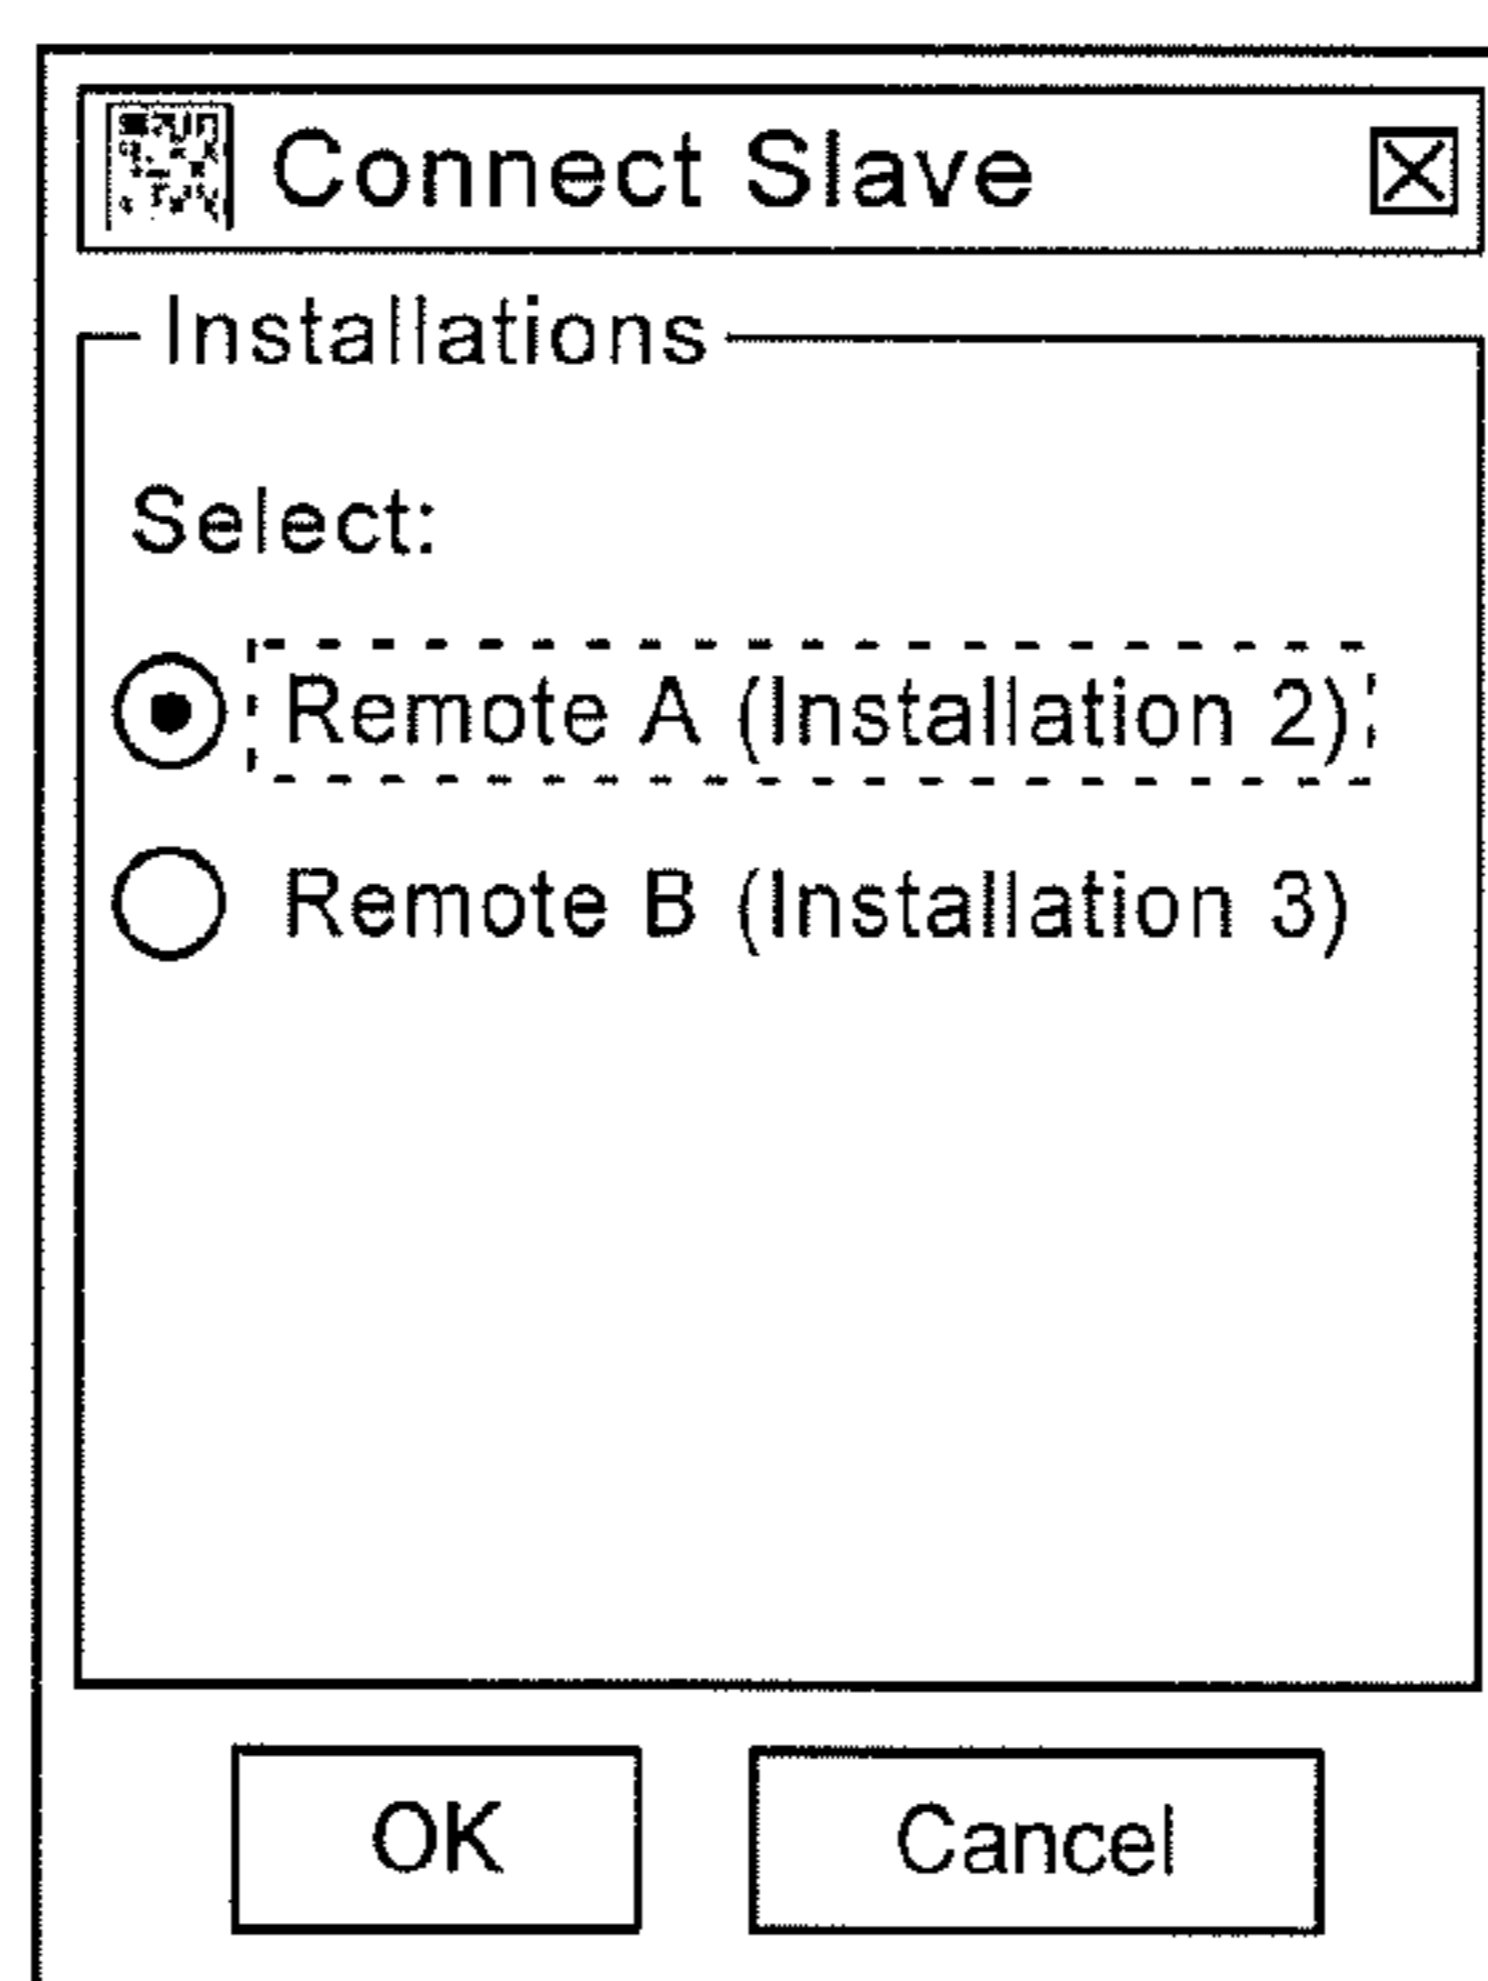 Connect Slave
Installations
Select:
Remote A (Installation 2)
Remote B (Installation 3)
OK
Cancel